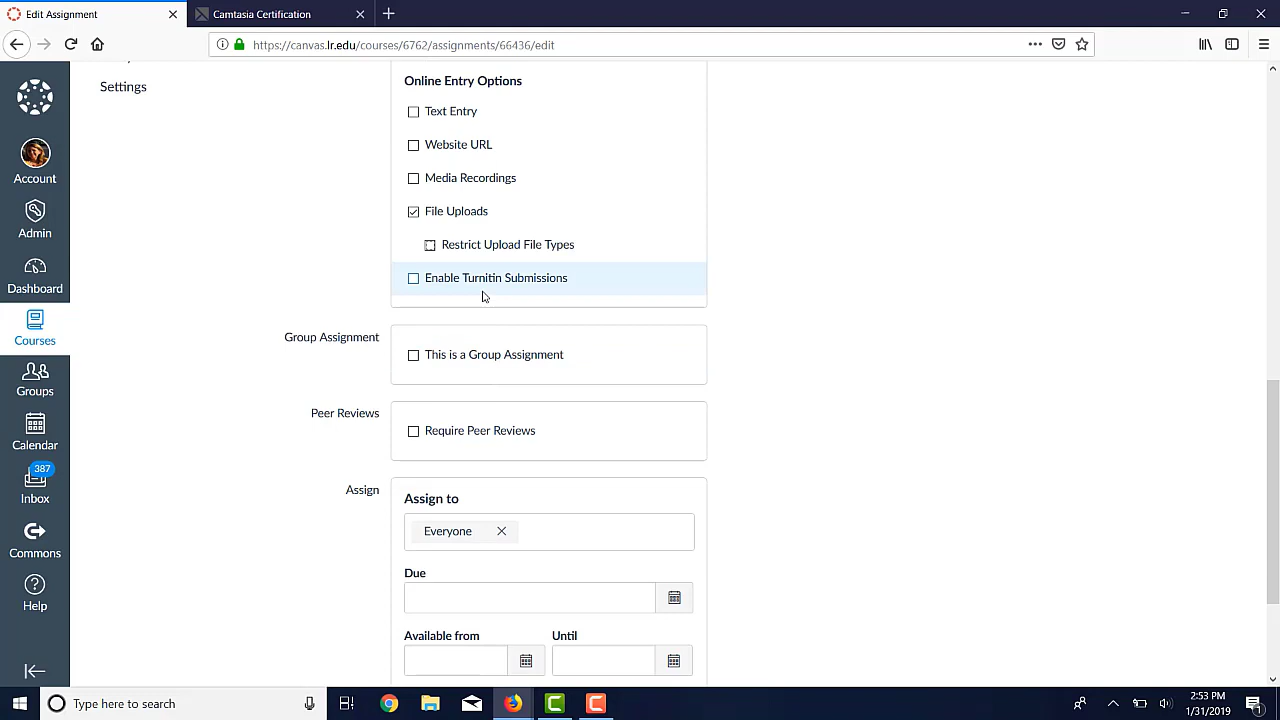 Edit Assignment
Camtasia Certification
https://canvas.lr.edu/courses/6762/assignments/66436/edit
Settings
Account
Admin
Dashboard
Courses
Groups
Calendar
387
Inbox
Commons
Help
Online Entry Options
Text Entry
Website URL
Media Recordings
File Uploads
Restrict Upload File Types
Enable Turnitin Submissions
Group Assignment
This is a Group Assignment
Peer Reviews
Require Peer Reviews
Assign
Assign to
Everyone
Due
Available from
Until
Type here to search
2:53 PM
1/31/2019